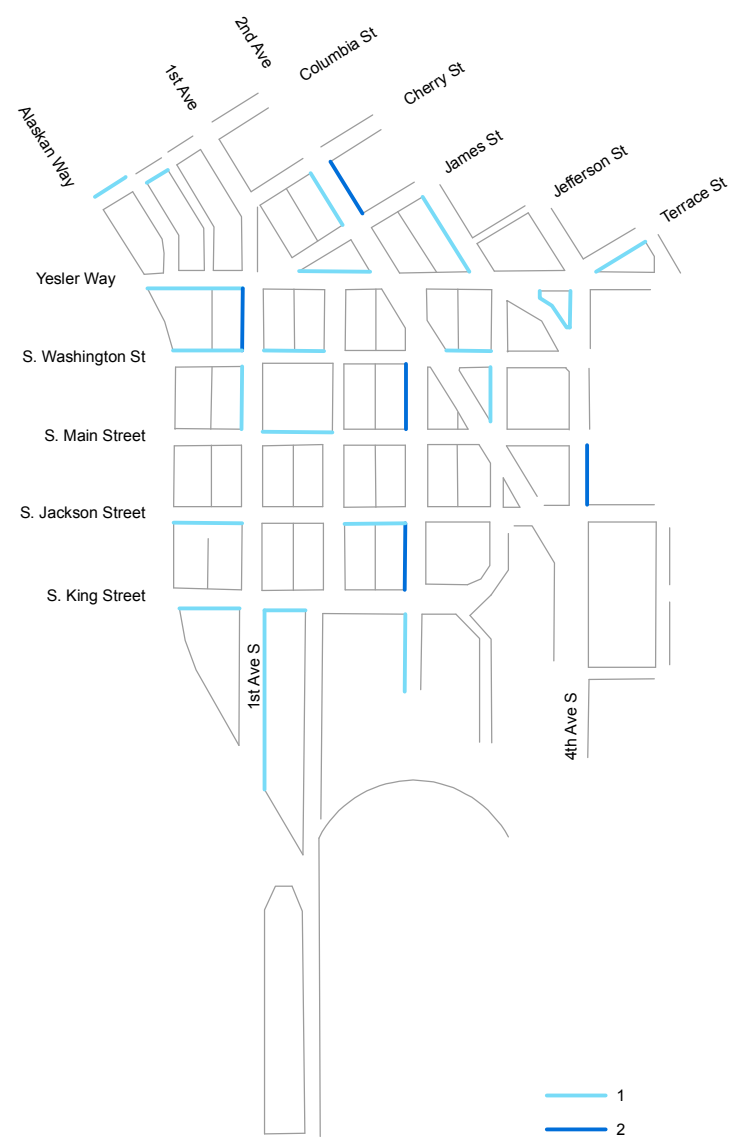 2nd Ave
Columbia St
1st Ave
Cherry St
Alaskan Way
James St
Jefferson St
Terrace St
Yesler Way
S. Washington St
S. Main Street
S. Jackson Street
S. King Street
1st Ave S
4th Ave S
1
2